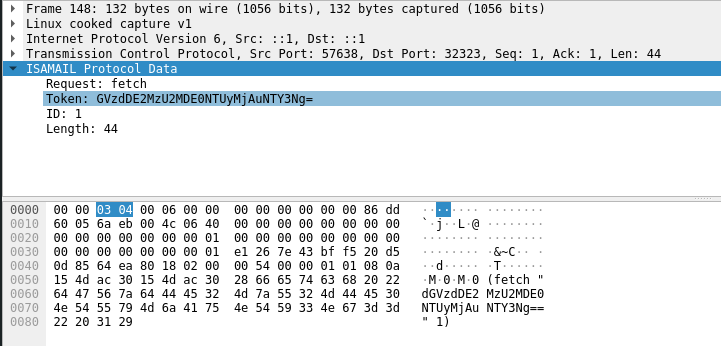 Frame 148: 132 bytes on wire (1056 bits), 132 bytes captured (1056 bits)
Linux cooked capture v1
Internet Protocol Version 6, Src: ::1, Dst: ::1
Transmission Control Protocol, Src Port: 57638, Dst Port: 32323, Seq: 1, Ack: 1, Len: 44
ISAMAIL Protocol Data
Request: fetch
Token: GVzdDE2MzU2MDE0NTUyMjAuNTY3Ng=
ID: 1
Length: 44
0000 00 00 03 04 00 06 00 00 00 00 00 00 00 00 86 dd ········ ········
0010 60 05 6a eb 00 4c 06 40 00 00 00 00 00 00 00 00 `·j··L·@ ········
0020 00 00 00 00 00 00 00 01 00 00 00 00 00 00 00 00 ········ ········
0030 00 00 00 00 00 00 00 01 e1 26 7e 43 bf f5 20 d5 ········ ·&~C·· ·
0040 0d 85 64 ea 80 18 02 00 00 54 00 00 01 01 08 0a ··d····· ·T······
0050 15 4d ac 30 15 4d ac 30 28 66 65 74 63 68 20 22 ·M·0·M·0 (fetch "
0060 64 47 56 7a 64 44 45 32 4d 7a 55 32 4d 44 45 30 dGVzdDE2 MzU2MDE0
0070 4e 54 55 79 4d 6a 41 75 4e 54 59 33 4e 67 3d 3d NTUyMjAu NTY3Ng==
0080 22 20 31 29 " 1)